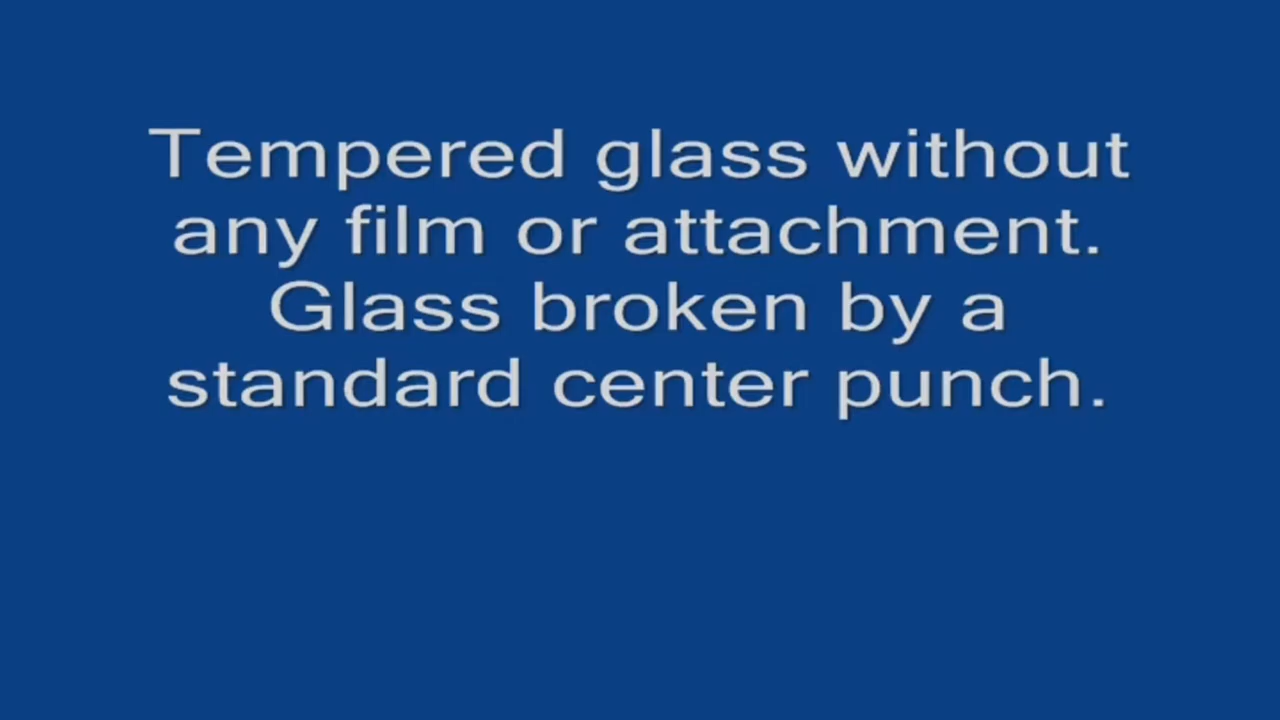 Tempered glass without
any film or attachment.
Glass broken by a
standard center punch.